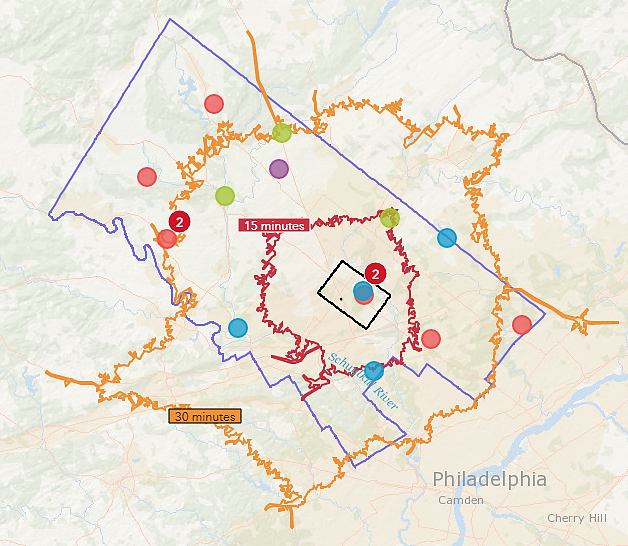 2
15 minutes
2
Schuylkill River
30 minutes
Philadelphia
Camden
Cherry Hill